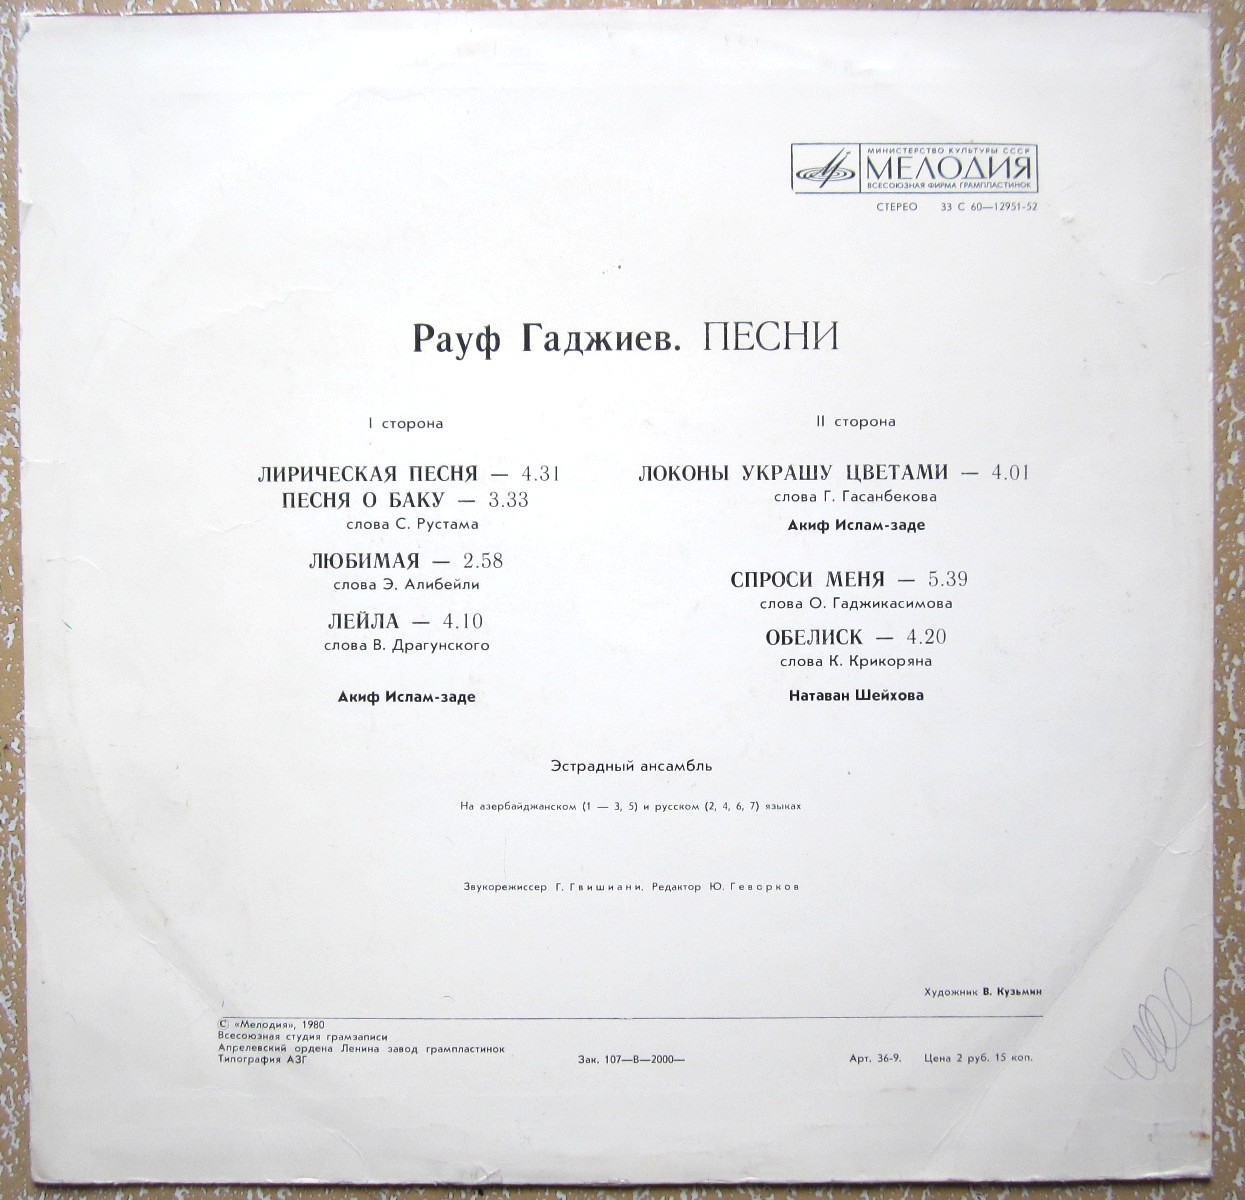 МИНИСТЕРСТВО КУЛЬТУРЫ СССР
МЕЛОДИЯ
ВСЕСОЮЗНАЯ ФИРМА ГРАМПЛАСТИНОК
СТЕРЕО 33 С 60—12951-52
Рауф Гаджиев. ПЕСНИ
I сторона
ЛИРИЧЕСКАЯ ПЕСНЯ — 4.31
ПЕСНЯ О БАКУ — 3.33
слова С. Рустама
ЛЮБИМАЯ — 2.58
слова Э. Алибейли
ЛЕЙЛА — 4.10
слова В. Драгунского
Акиф Ислам-заде
II сторона
ЛОКОНЫ УКРАШУ ЦВЕТАМИ — 4.01
слова Г. Гасанбекова
Акиф Ислам-заде
СПРОСИ МЕНЯ — 5.39
слова О. Гаджикасимова
ОБЕЛИСК — 4.20
слова К. Крикоряна
Натаван Шейхова
Эстрадный ансамбль
На азербайджанском (1 — 3, 5) и русском (2, 4, 6, 7) языках
Звукорежиссер Г. Гвишиани. Редактор Ю. Геворков
Художник В. Кузьмин
© «Мелодия», 1980
Всесоюзная студия грамзаписи
Апрелевский ордена Ленина завод грампластинок
Типография АЗГ
Зак. 107—В—2000—
Арт. 36-9. Цена 2 руб. 15 коп.